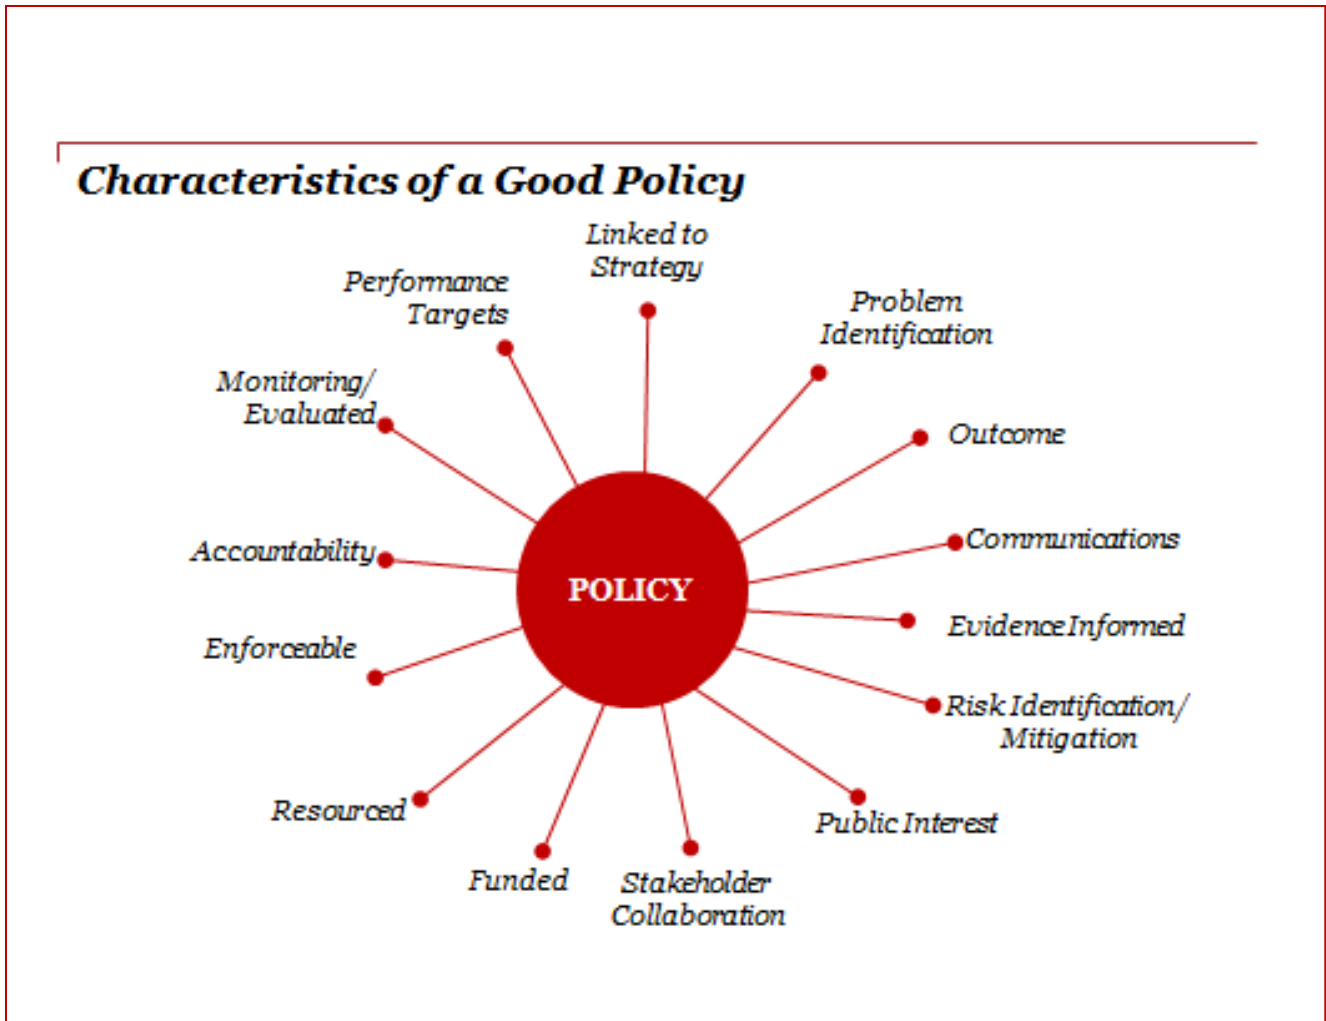 Characteristics of a Good Policy
Linked to
Strategy
Performance
Targets
Problem
Identification
Monitoring/
Evaluated
Outcome
Accountability
Communications
POLICY
Evidence Informed
Enforceable
Risk Identification/
Mitigation
Resourced
Public Interest
Funded
Stakeholder
Collaboration